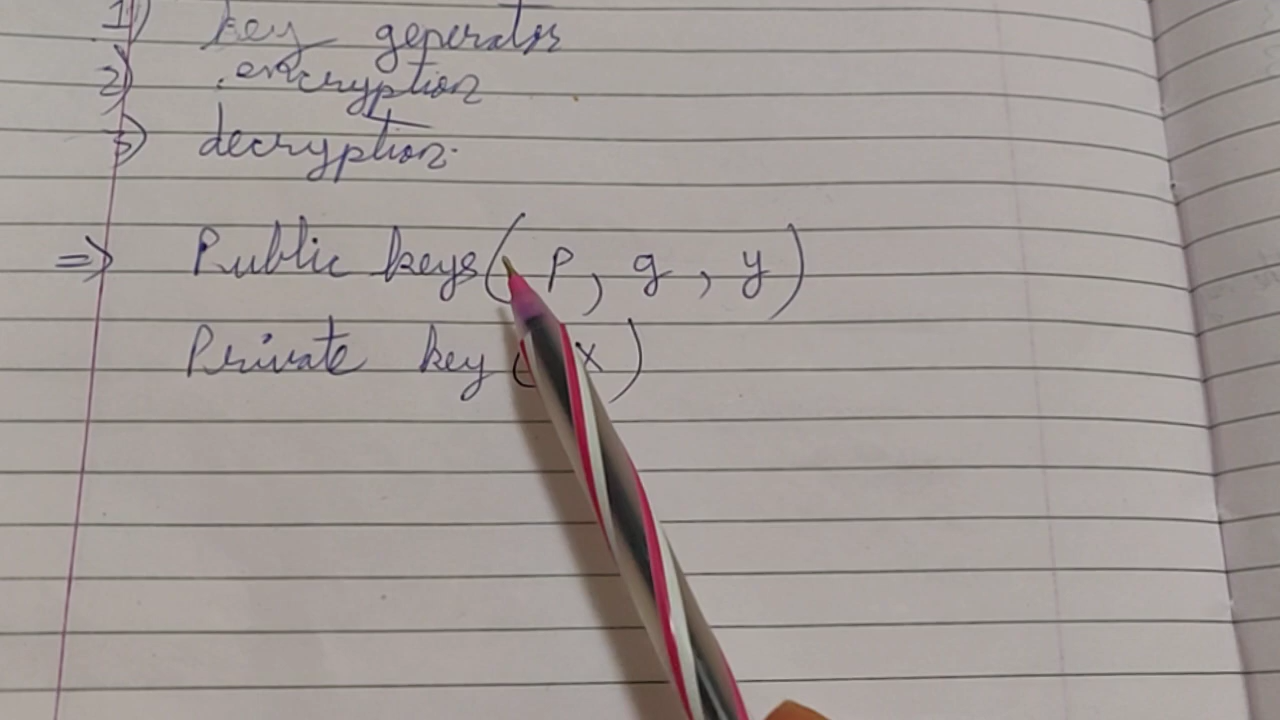 1) key generator
2) encryption
3) decryption.
=> Public keys ( P, g, y )
Private key ( x )